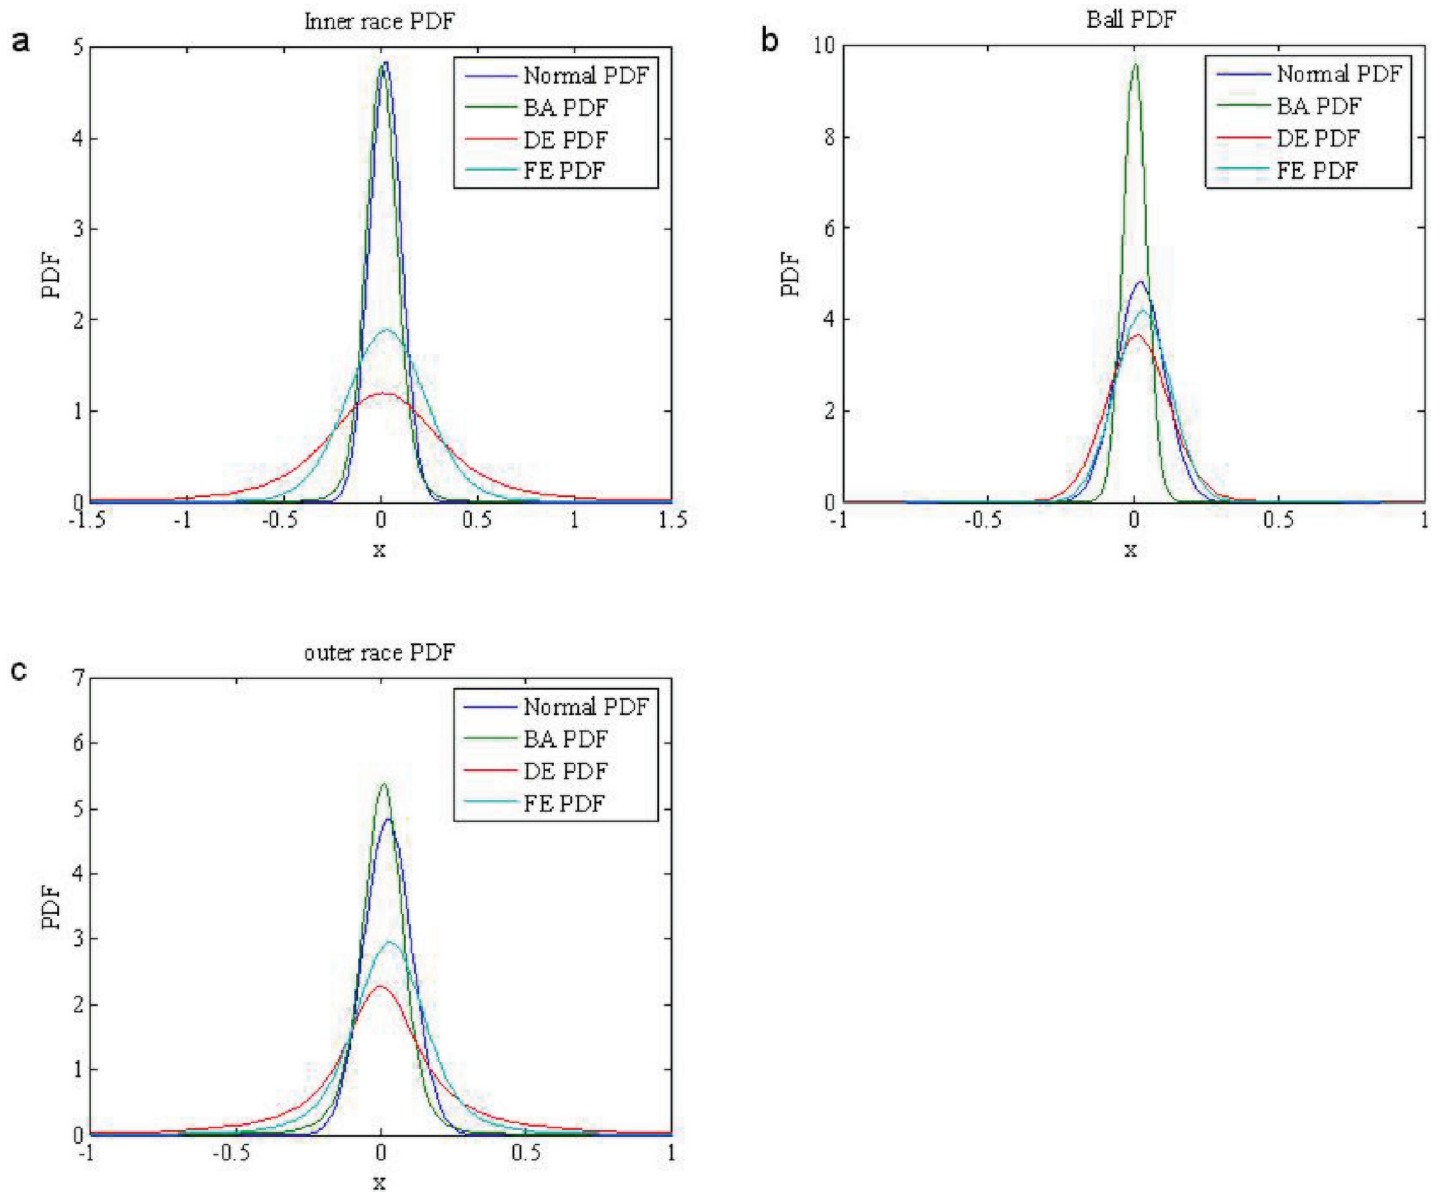 a
Inner race PDF
5
4
3
2
1
0
PDF
-1.5
-1
-0.5
0
0.5
1
1.5
x
Normal PDF
BA PDF
DE PDF
FE PDF
b
Ball PDF
10
8
6
4
2
0
PDF
-1
-0.5
0
0.5
1
x
Normal PDF
BA PDF
DE PDF
FE PDF
c
outer race PDF
7
6
5
4
3
2
1
0
PDF
-1
-0.5
0
0.5
1
x
Normal PDF
BA PDF
DE PDF
FE PDF